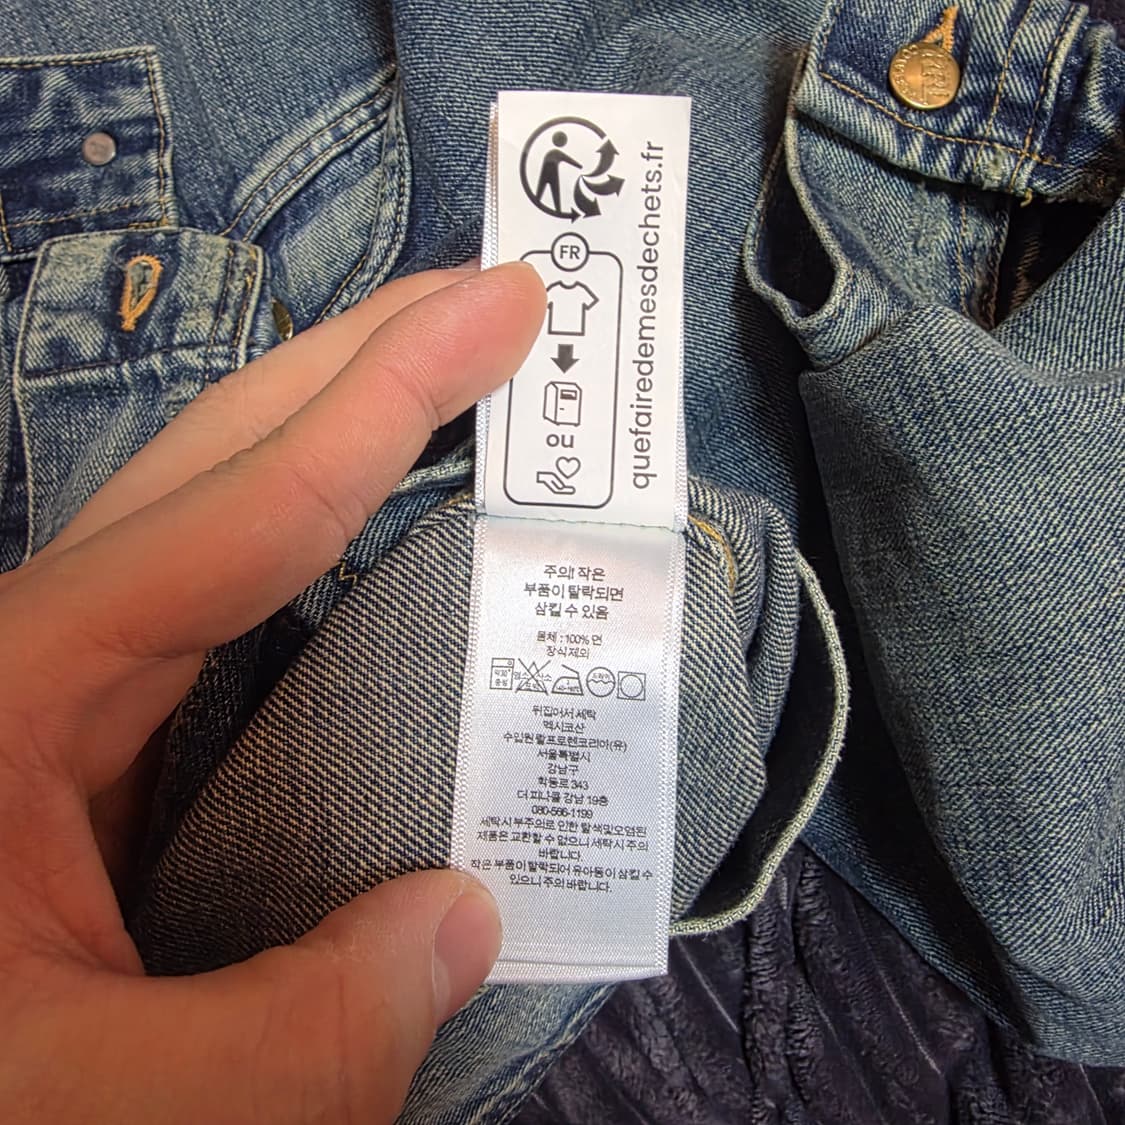 FR
ou
quefairedemesdechets.fr
주의! 작은
부품이 탈락되면
삼킬 수 있음
몸체 : 100% 면
장식제외
뒤집어서 세탁
멕시코산
수입원 랄프로렌코리아(유)
서울특별시
강남구
학동로 343
더피나클 강남 19층
080-566-1199
세탁시 부주의로 인한 탈색및오염된
제품은 교환할 수 없으니 세탁시 주의
바랍니다.
작은 부품이 탈락되어 유아동이 삼킬 수
있으니 주의 바랍니다.